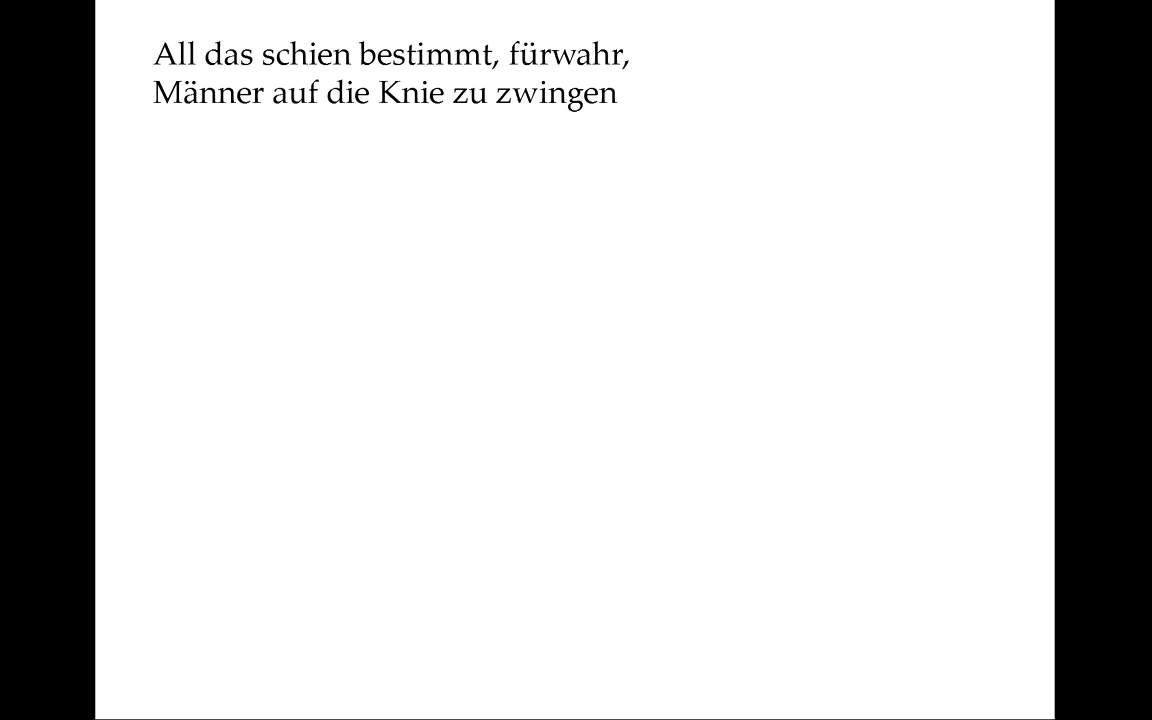 All das schien bestimmt, fürwahr,
Männer auf die Knie zu zwingen